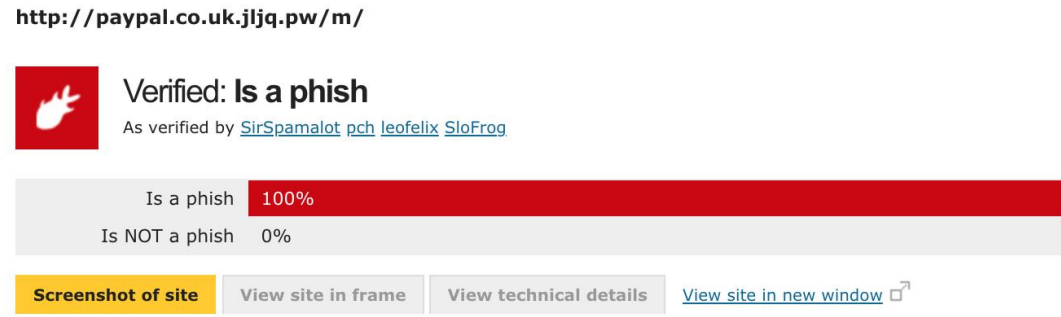 http://paypal.co.uk.jljq.pw/m/
Verified: Is a phish
As verified by SirSpamalot pch leofelix SloFrog
Is a phish 100%
Is NOT a phish 0%
Screenshot of site View site in frame View technical details View site in new window